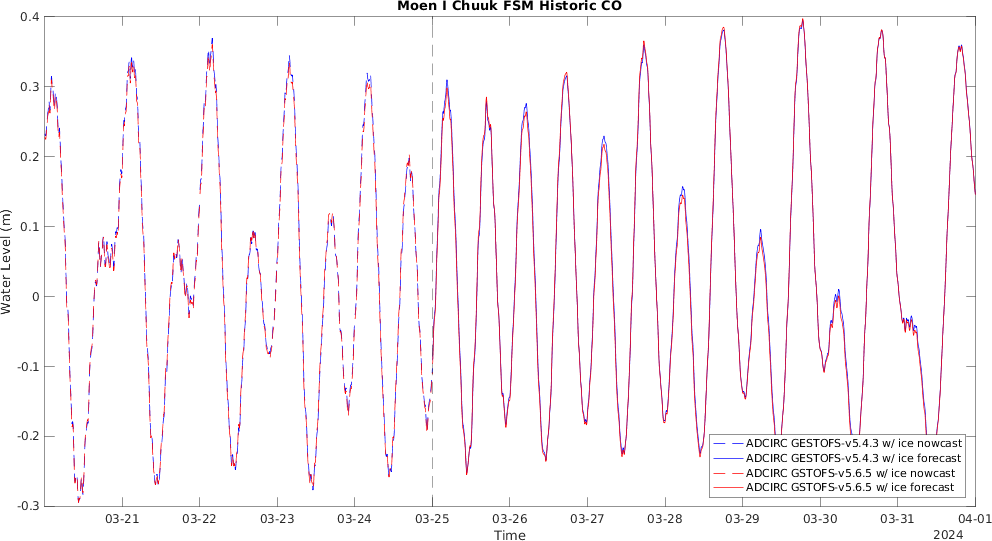 Moen I Chuuk FSM Historic CO
0.4
0.3
0.2
0.1
0
-0.1
-0.2
-0.3
Water Level (m)
ADCIRC GESTOFS-v5.4.3 w/ ice nowcast
ADCIRC GESTOFS-v5.4.3 w/ ice forecast
ADCIRC GSTOFS-v5.6.5 w/ ice nowcast
ADCIRC GSTOFS-v5.6.5 w/ ice forecast
03-21 03-22 03-23 03-24 03-25 03-26 03-27 03-28 03-29 03-30 03-31 04-01
Time
2024